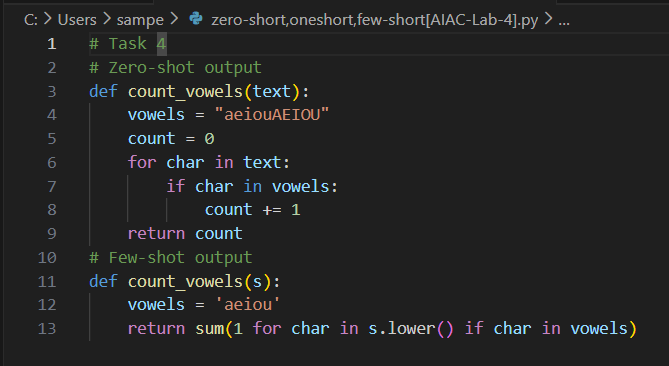 C: > Users > sampe > zero-short,oneshort,few-short[AIAC-Lab-4].py > ...
1 # Task 4
2 # Zero-shot output
3 def count_vowels(text):
4     vowels = "aeiouAEIOU"
5     count = 0
6     for char in text:
7         if char in vowels:
8             count += 1
9     return count
10 # Few-shot output
11 def count_vowels(s):
12     vowels = 'aeiou'
13     return sum(1 for char in s.lower() if char in vowels)